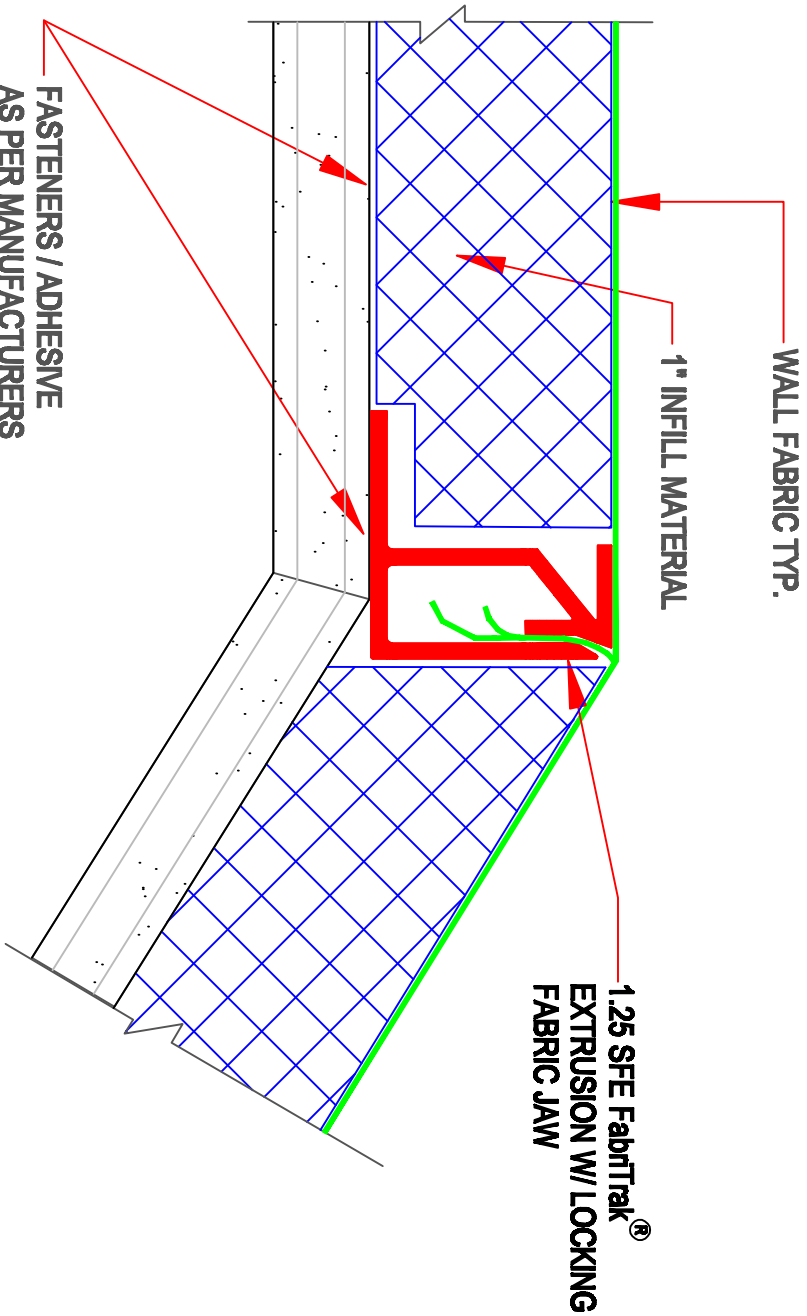 WALL FABRIC TYP.
1" INFILL MATERIAL
1.25 SFE FabriTrak®
EXTRUSION W/ LOCKING
FABRIC JAW
FASTENERS / ADHESIVE
AS PER MANUFACTURERS